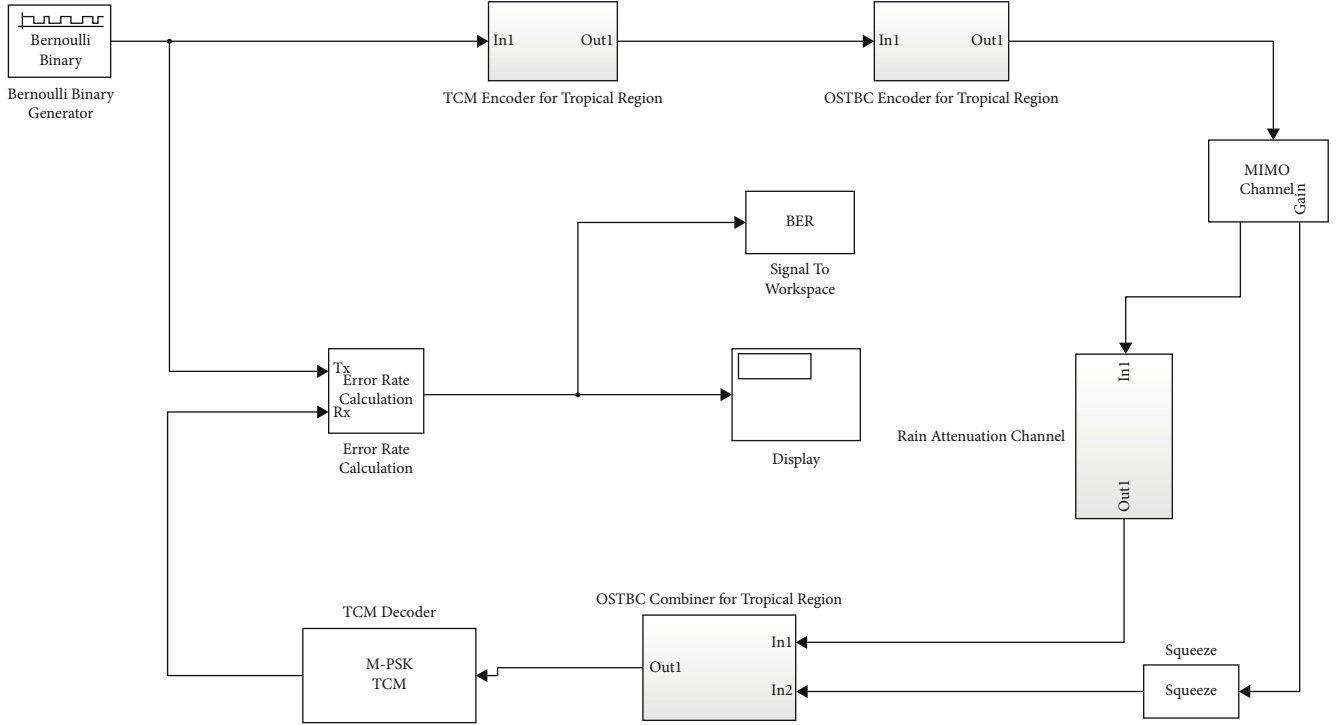 Bernoulli
Binary
Bernoulli Binary
Generator
In1
Out1
TCM Encoder for Tropical Region
In1
Out1
OSTBC Encoder for Tropical Region
MIMO
Channel
Gain
BER
Signal To
Workspace
Tx
Error Rate
Calculation
Rx
Error Rate
Calculation
Display
In1
Rain Attenuation Channel
Out1
TCM Decoder
M-PSK
TCM
OSTBC Combiner for Tropical Region
In1
Out1
In2
Squeeze
Squeeze